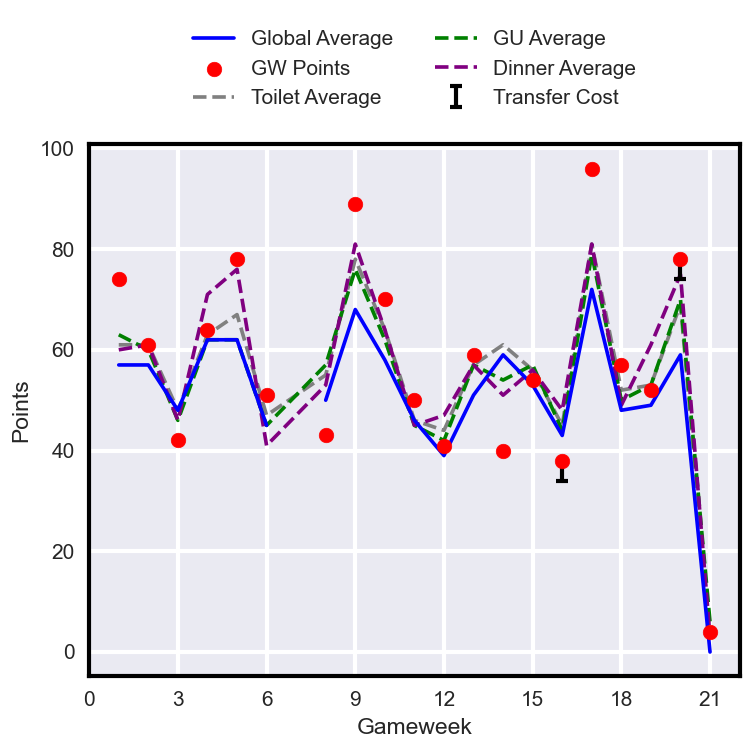 Global Average GU Average
GW Points Dinner Average
Toilet Average Transfer Cost
100
80
60
40
20
0
Points
0 3 6 9 12 15 18 21
Gameweek